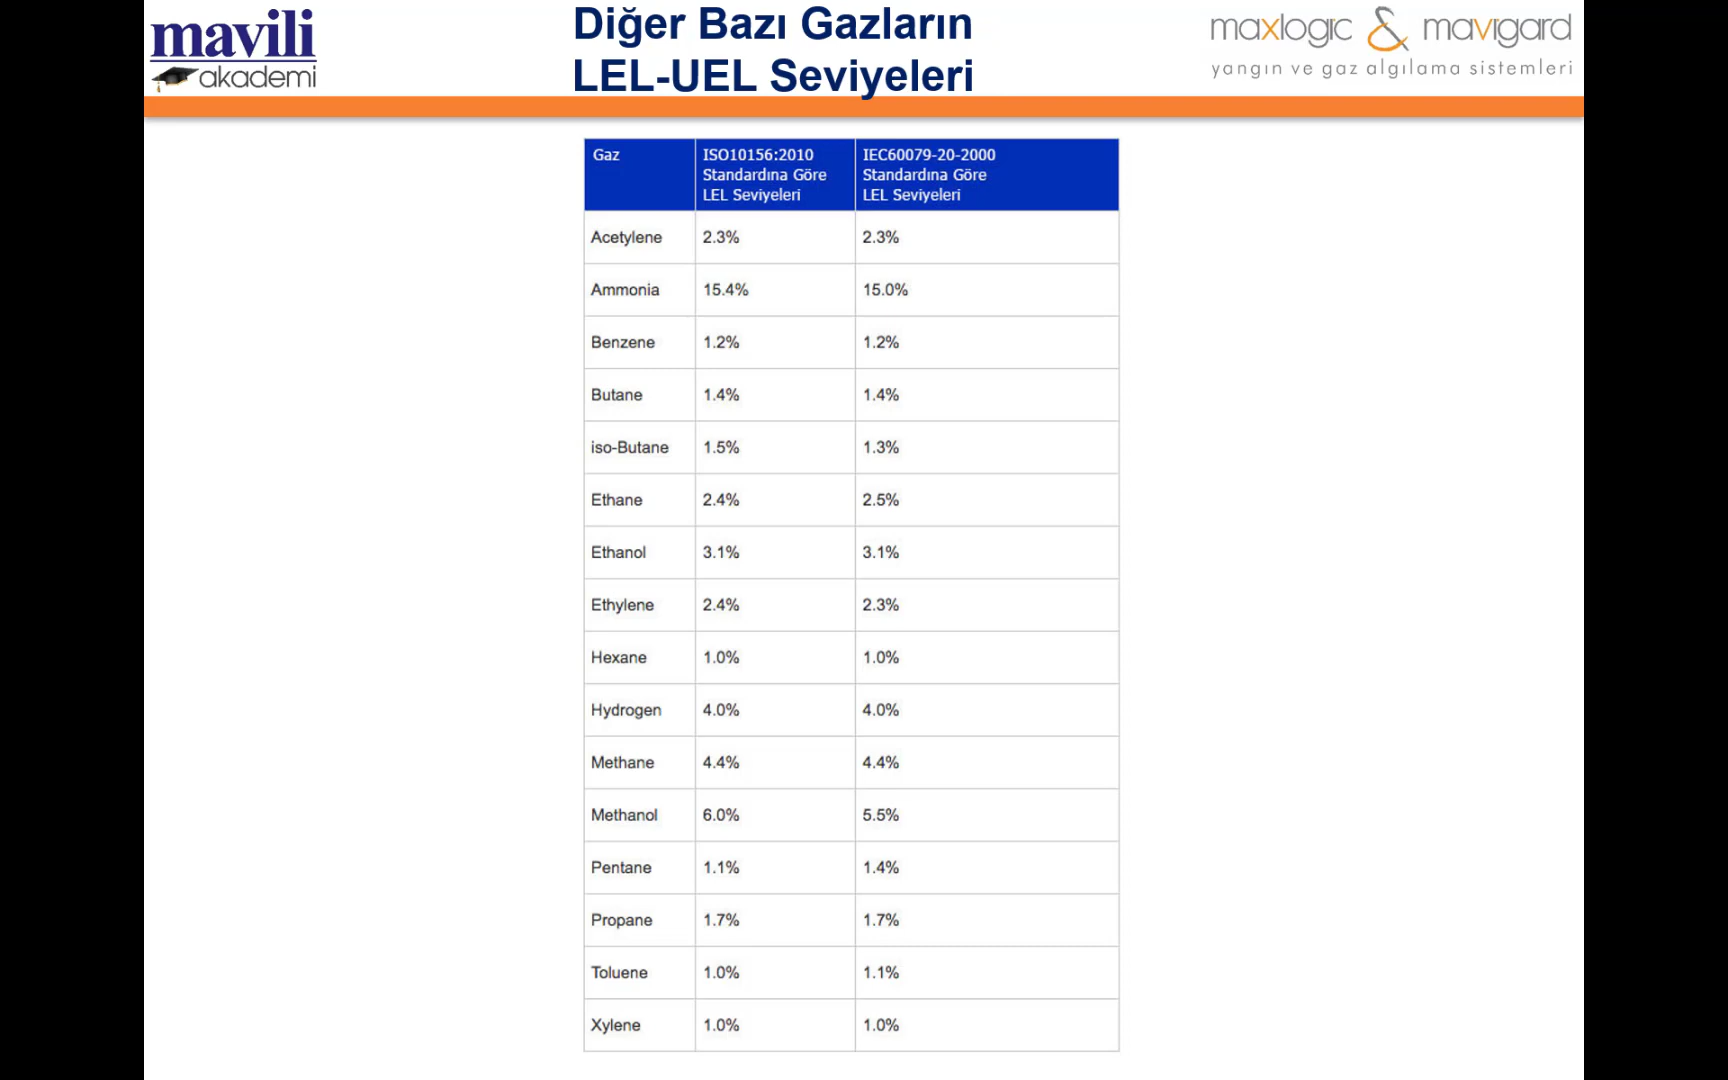 mavili
akademi
Diğer Bazı Gazların
LEL-UEL Seviyeleri
maxlogic & mavigard
yangın ve gaz algılama sistemleri
Gaz ISO10156:2010 Standardına Göre LEL Seviyeleri IEC60079-20-2000 Standardına Göre LEL Seviyeleri
Acetylene 2.3% 2.3%
Ammonia 15.4% 15.0%
Benzene 1.2% 1.2%
Butane 1.4% 1.4%
iso-Butane 1.5% 1.3%
Ethane 2.4% 2.5%
Ethanol 3.1% 3.1%
Ethylene 2.4% 2.3%
Hexane 1.0% 1.0%
Hydrogen 4.0% 4.0%
Methane 4.4% 4.4%
Methanol 6.0% 5.5%
Pentane 1.1% 1.4%
Propane 1.7% 1.7%
Toluene 1.0% 1.1%
Xylene 1.0% 1.0%